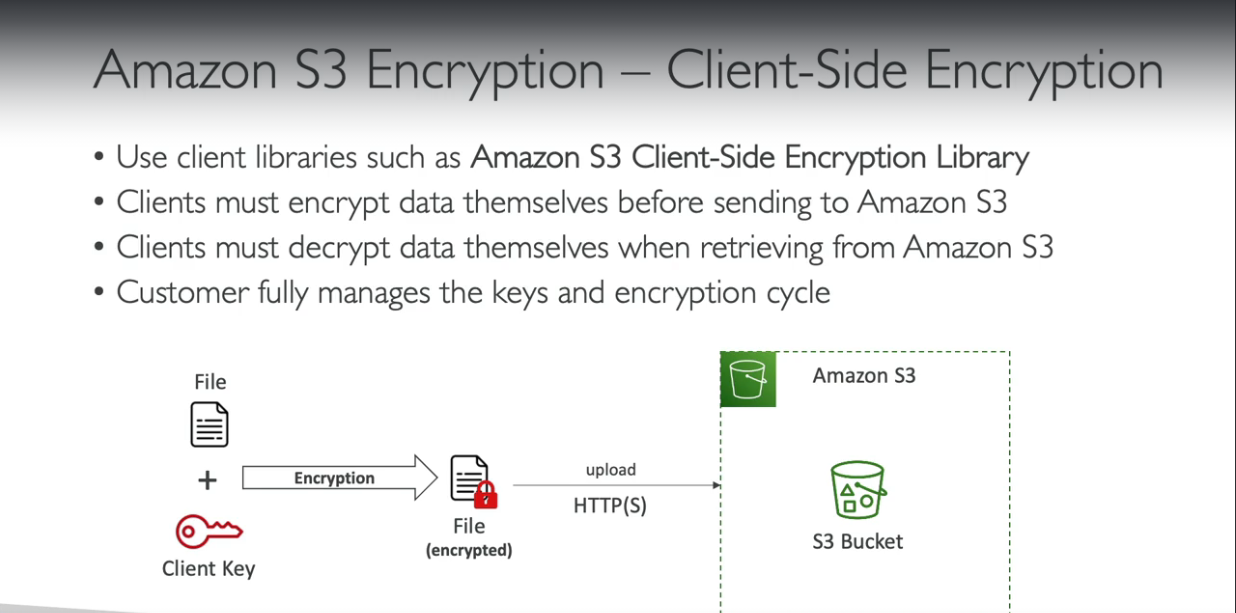 Amazon S3 Encryption – Client-Side Encryption
• Use client libraries such as Amazon S3 Client-Side Encryption Library
• Clients must encrypt data themselves before sending to Amazon S3
• Clients must decrypt data themselves when retrieving from Amazon S3
• Customer fully manages the keys and encryption cycle
File
+
Client Key
Encryption
File
(encrypted)
upload
HTTP(S)
Amazon S3
S3 Bucket